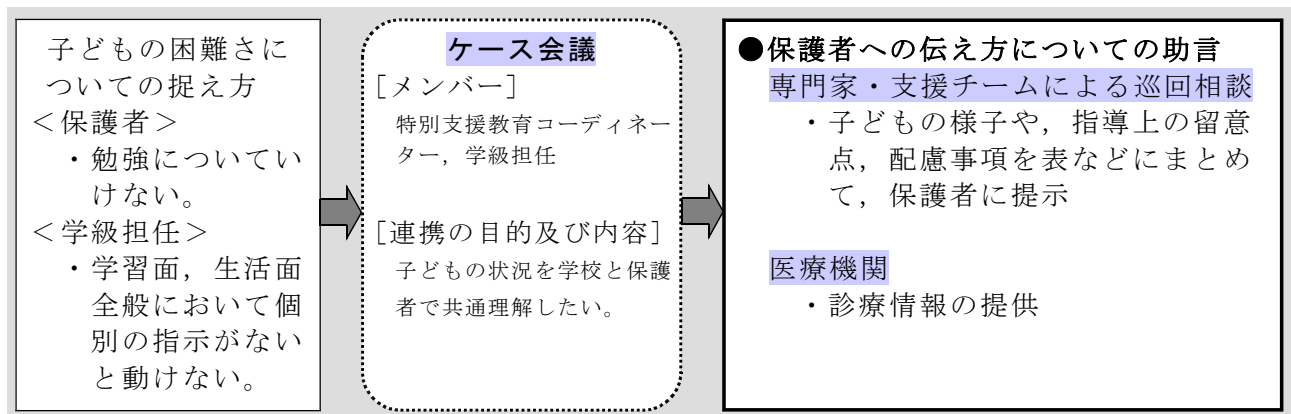 子どもの困難さに
ついての捉え方
＜保護者＞
・勉強についてい
けない。
＜学級担任＞
・学習面，生活面
全般において個
別の指示がない
と動けない。
ケース会議
［メンバー］
特別支援教育コーディネー
ター，学級担任
［連携の目的及び内容］
子どもの状況を学校と保護
者で共通理解したい。
●保護者への伝え方についての助言
専門家・支援チームによる巡回相談
・子どもの様子や，指導上の留意
点，配慮事項を表などにまとめ
て，保護者に提示
医療機関
・診療情報の提供